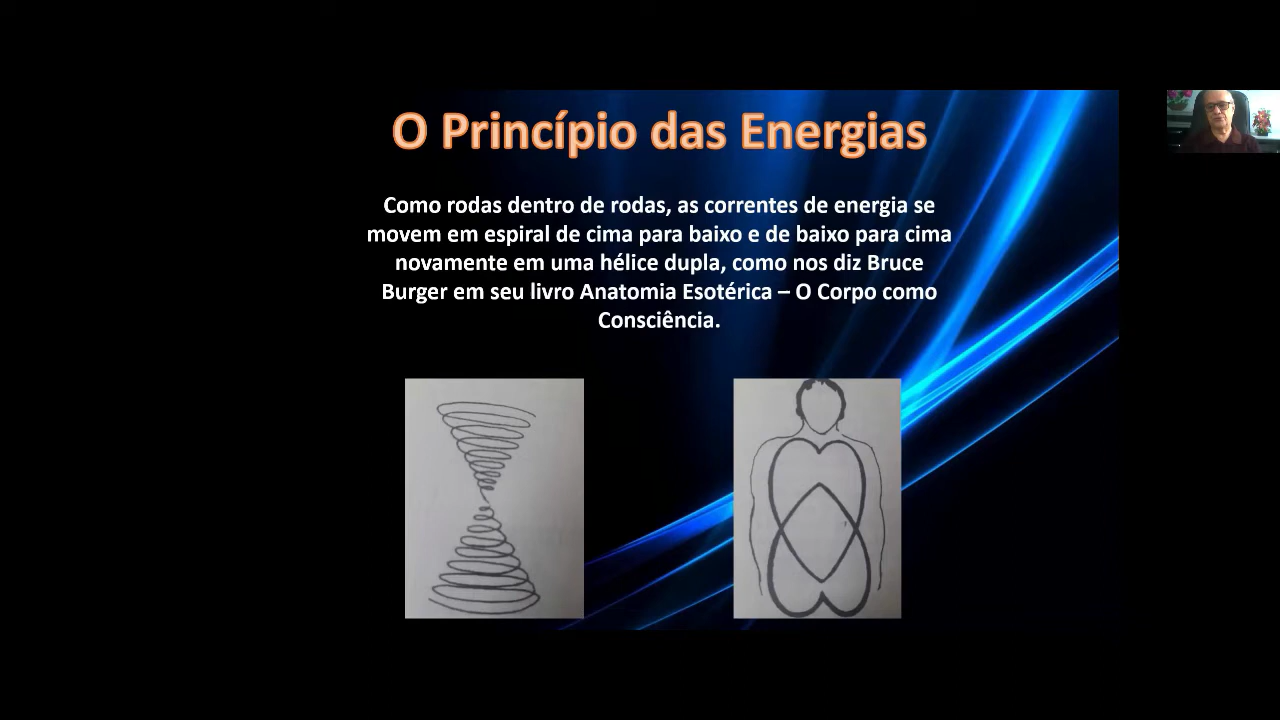 O Princípio das Energias
Como rodas dentro de rodas, as correntes de energia se
movem em espiral de cima para baixo e de baixo para cima
novamente em uma hélice dupla, como nos diz Bruce
Burger em seu livro Anatomia Esotérica – O Corpo como
Consciência.